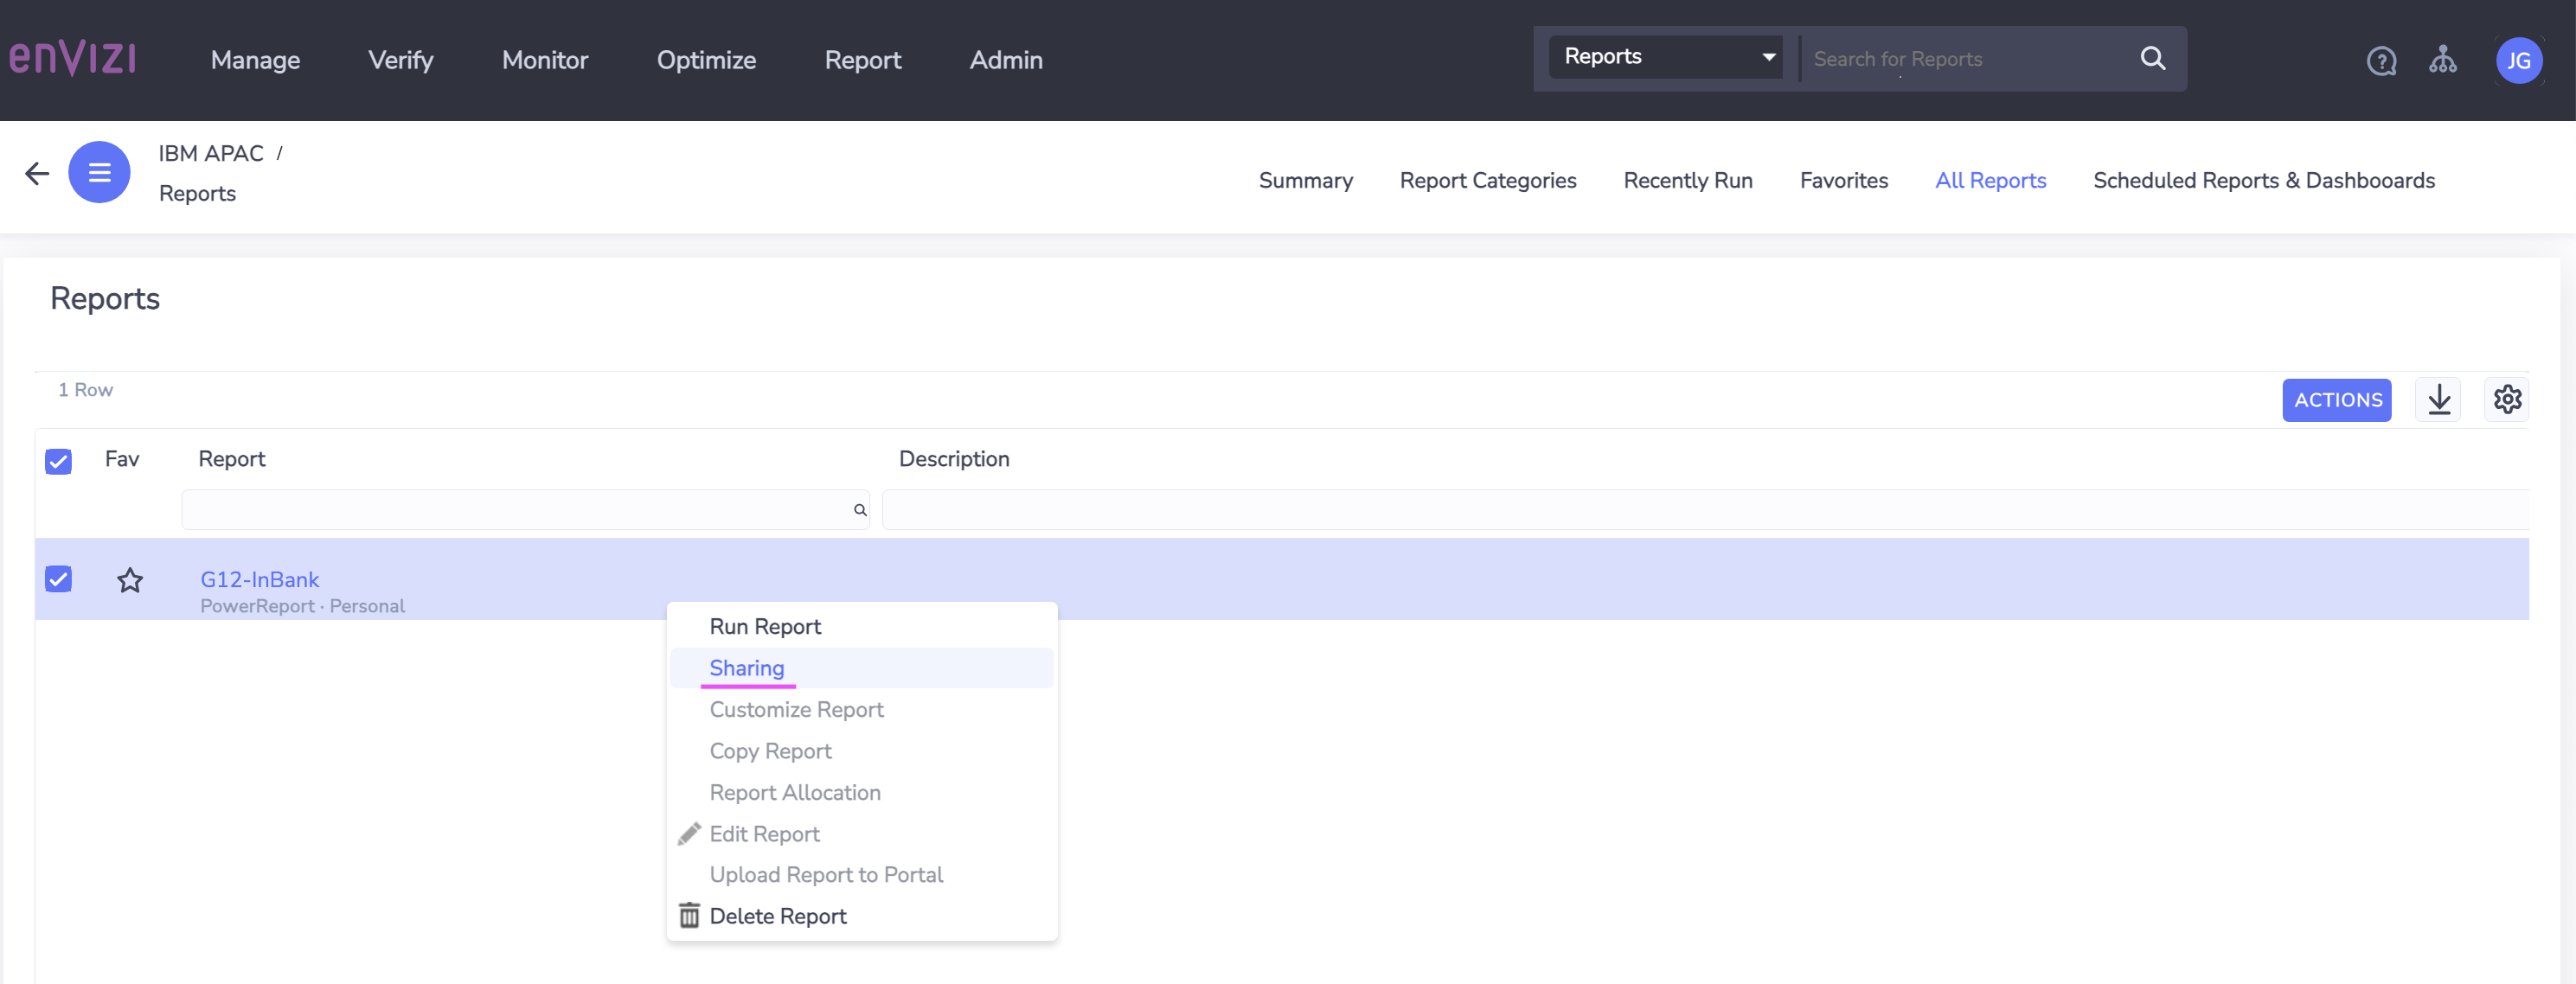 enVizi
Manage Verify Monitor Optimize Report Admin
Reports Search for Reports
JG
IBM APAC /
Reports
Summary Report Categories Recently Run Favorites All Reports Scheduled Reports & Dashbooards
Reports
1 Row
ACTIONS
Fav Report Description
G12-InBank
PowerReport · Personal
Run Report
Sharing
Customize Report
Copy Report
Report Allocation
Edit Report
Upload Report to Portal
Delete Report